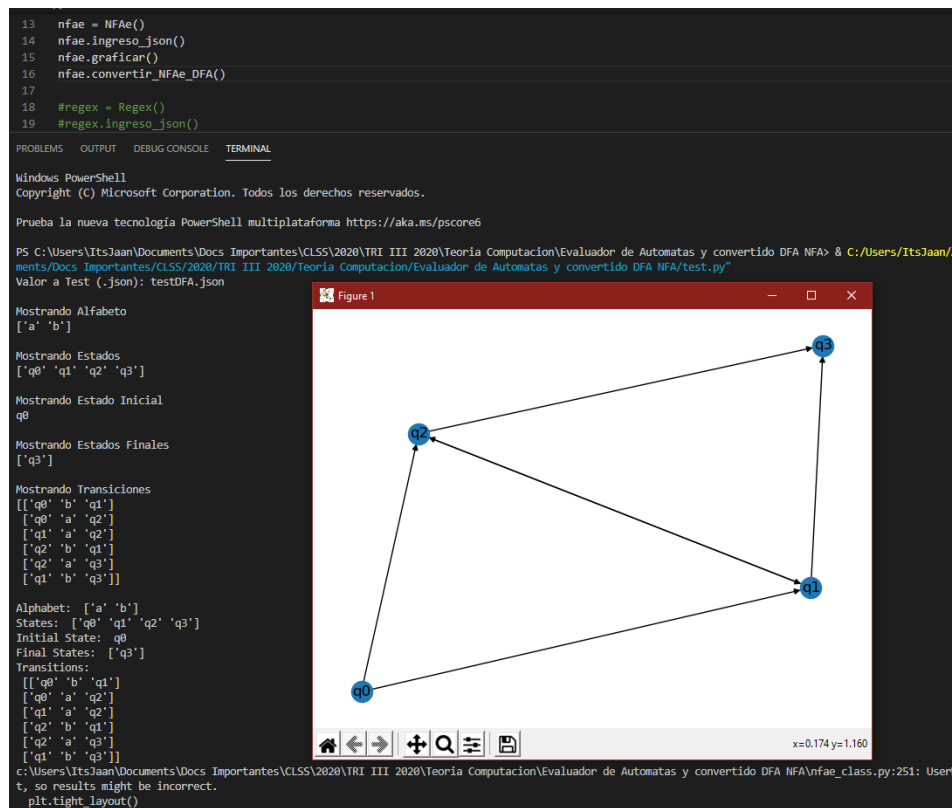 13 nfae = NFAe()
14 nfae.ingreso_json()
15 nfae.graficar()
16 nfae.convertir_NFAe_DFA()
17
18 #regex = Regex()
19 #regex.ingreso_json()
PROBLEMS OUTPUT DEBUG CONSOLE TERMINAL
Windows PowerShell
Copyright (C) Microsoft Corporation. Todos los derechos reservados.
Prueba la nueva tecnología PowerShell multiplataforma https://aka.ms/pscore6
PS C:\Users\ItsJaan\Documents\Docs Importantes\CLSS\2020\TRI III 2020\Teoria Computacion\Evaluador de Automatas y convertido DFA NFA> & C:/Users/ItsJaan/
ments/Docs Importantes/CLSS/2020/TRI III 2020/Teoria Computacion/Evaluador de Automatas y convertido DFA NFA/test.py"
Valor a Test (.json): testDFA.json
Mostrando Alfabeto
['a' 'b']
Mostrando Estados
['q0' 'q1' 'q2' 'q3']
Mostrando Estado Inicial
q0
Mostrando Estados Finales
['q3']
Mostrando Transiciones
[['q0' 'b' 'q1']
['q0' 'a' 'q2']
['q1' 'a' 'q2']
['q2' 'b' 'q1']
['q2' 'a' 'q3']
['q1' 'b' 'q3']]
Alphabet: ['a' 'b']
States: ['q0' 'q1' 'q2' 'q3']
Initial State: q0
Final States: ['q3']
Transitions:
[['q0' 'b' 'q1']
['q0' 'a' 'q2']
['q1' 'a' 'q2']
['q2' 'b' 'q1']
['q2' 'a' 'q3']
['q1' 'b' 'q3']]
c:\Users\ItsJaan\Documents\Docs Importantes\CLSS\2020\TRI III 2020\Teoria Computacion\Evaluador de Automatas y convertido DFA NFA\nfae_class.py:251: User
t, so results might be incorrect.
plt.tight_layout()
Figure 1
q3
q2
q1
q0
x=0.174 y=1.160